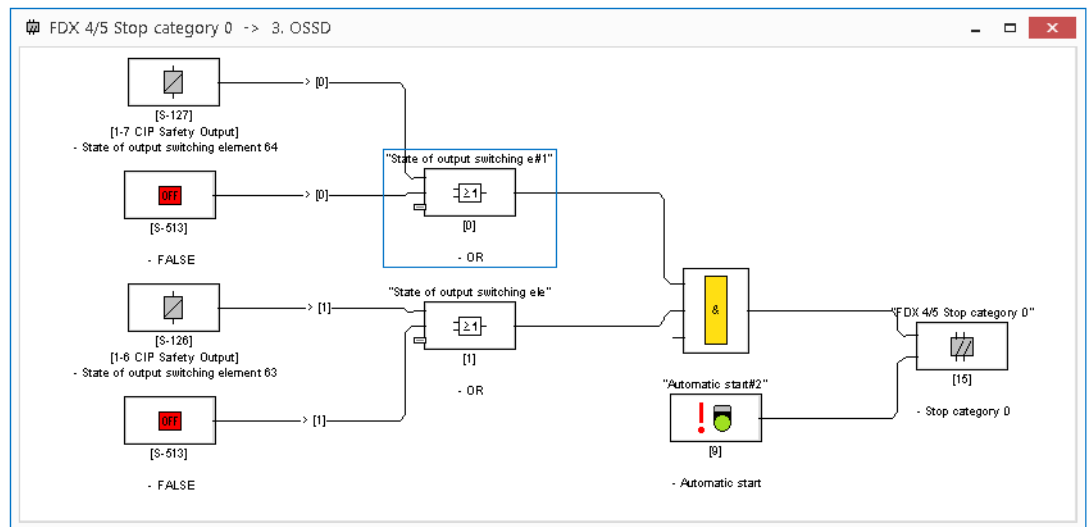 FDX 4/5 Stop category 0 -> 3. OSSD
> [0]
[S-127]
[1-7 CIP Safety Output]
- State of output switching element 64
"State of output switching e#1"
≥1
[0]
- OR
OFF
> [0]
[S-513]
- FALSE
> [1]
[S-126]
[1-6 CIP Safety Output]
- State of output switching element 63
"State of output switching ele"
≥1
[1]
- OR
&
"FDX 4/5 Stop category 0"
[15]
- Stop category 0
OFF
> [1]
[S-513]
- FALSE
"Automatic start#2"
[9]
- Automatic start